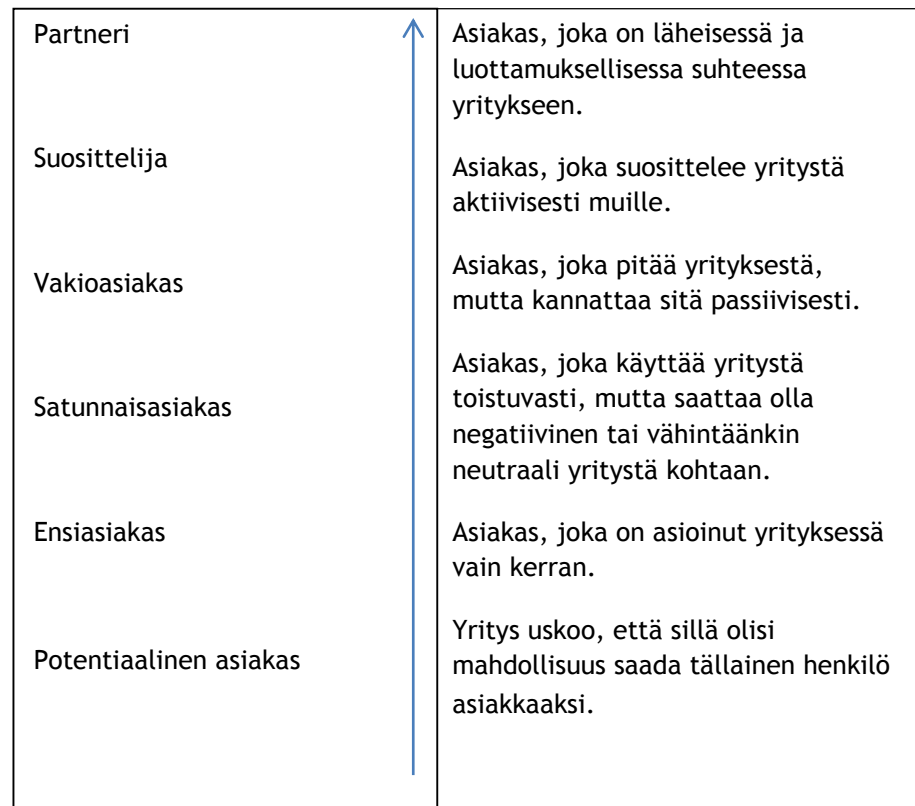 Partneri
Asiakas, joka on läheisessä ja
luottamuksellisessa suhteessa
yritykseen.
Suosittelija
Asiakas, joka suosittelee yritystä
aktiivisesti muille.
Vakioasiakas
Asiakas, joka pitää yrityksestä,
mutta kannattaa sitä passiivisesti.
Satunnaisasiakas
Asiakas, joka käyttää yritystä
toistuvasti, mutta saattaa olla
negatiivinen tai vähintäänkin
neutraali yritystä kohtaan.
Ensiasiakas
Asiakas, joka on asioinut yrityksessä
vain kerran.
Potentiaalinen asiakas
Yritys uskoo, että sillä olisi
mahdollisuus saada tällainen henkilö
asiakkaaksi.